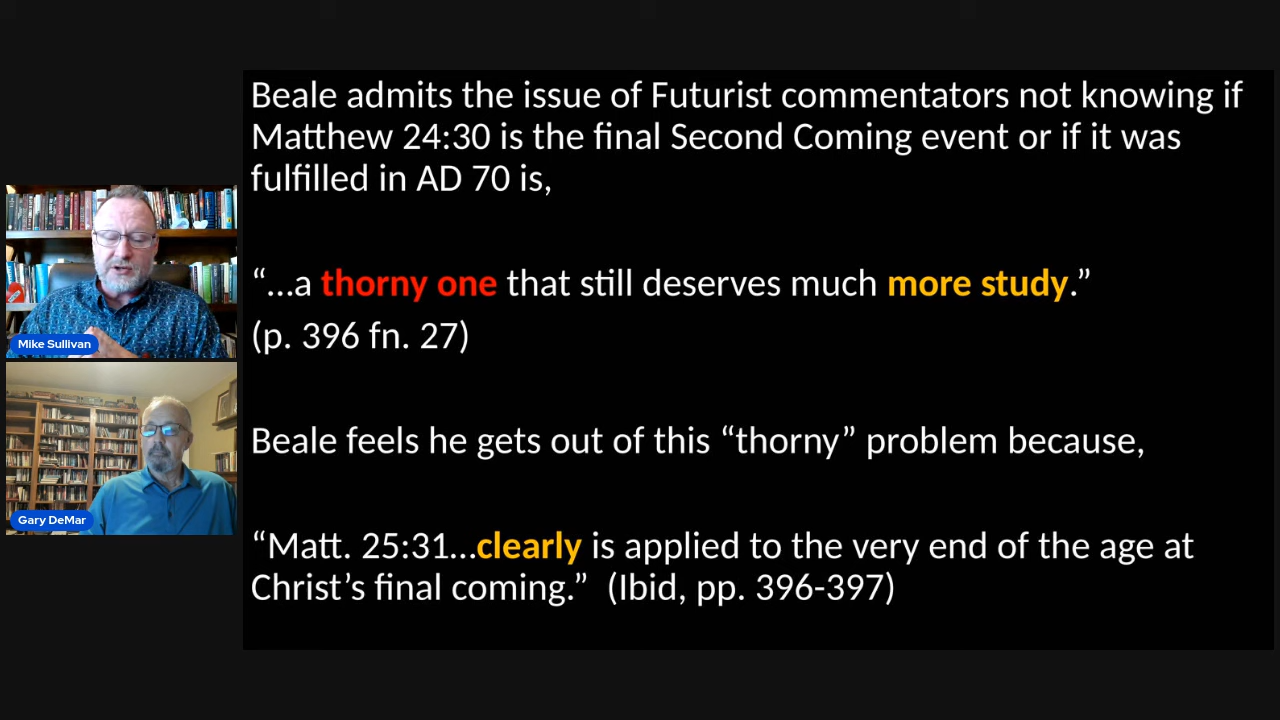 Beale admits the issue of Futurist commentators not knowing if
Matthew 24:30 is the final Second Coming event or if it was
fulfilled in AD 70 is,
“…a thorny one that still deserves much more study.”
(p. 396 fn. 27)
Beale feels he gets out of this “thorny” problem because,
“Matt. 25:31…clearly is applied to the very end of the age at
Christ’s final coming.” (Ibid, pp. 396-397)
Mike Sullivan
Gary DeMar